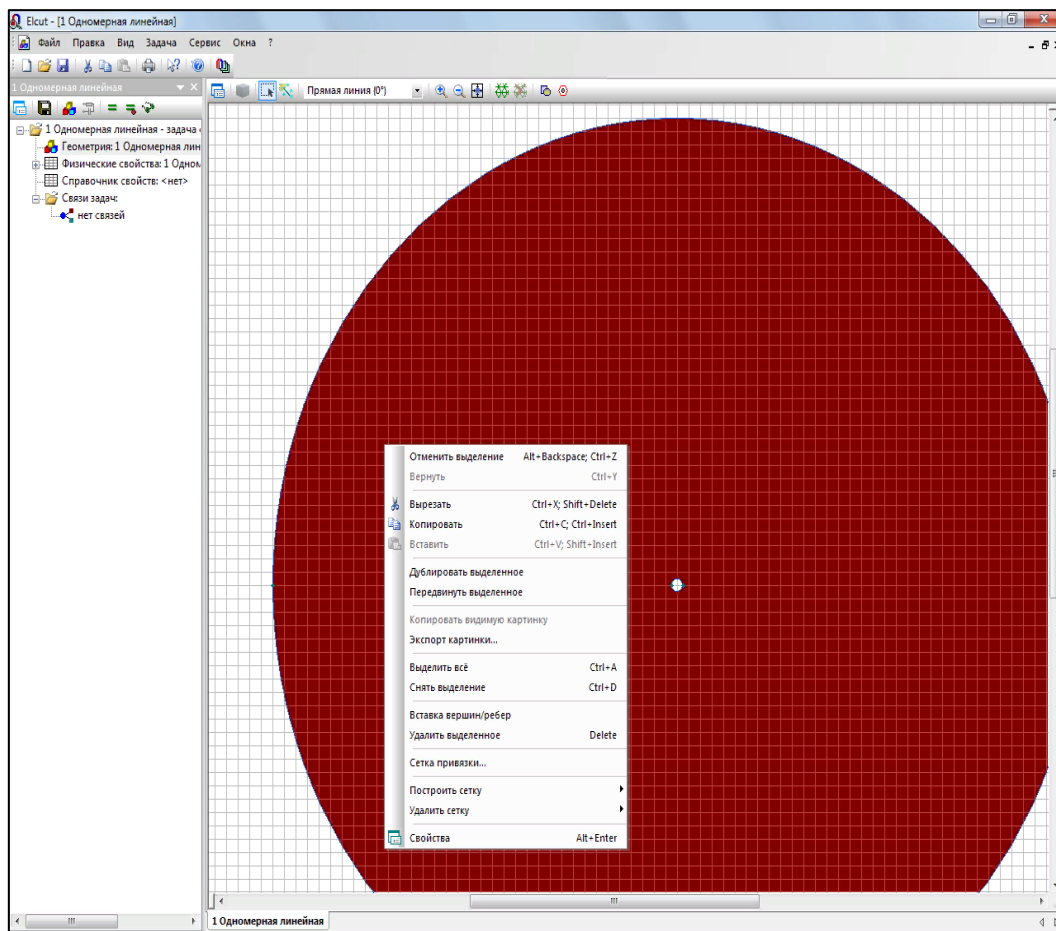 Elcut - [1 Одномерная линейная]
Файл Правка Вид Задача Сервис Окна ?
1 Одномерная линейная
Прямая линия (0°)
1 Одномерная линейная - задача
Геометрия: 1 Одномерная лин
Физические свойства: 1 Одном
Справочник свойств: <нет>
Связи задач:
нет связей
Отменить выделение Alt+Backspace; Ctrl+Z
Вернуть Ctrl+Y
Вырезать Ctrl+X; Shift+Delete
Копировать Ctrl+C; Ctrl+Insert
Вставить Ctrl+V; Shift+Insert
Дублировать выделенное
Передвинуть выделенное
Копировать видимую картинку
Экспорт картинки...
Выделить всё Ctrl+A
Снять выделение Ctrl+D
Вставка вершин/ребер
Удалить выделенное Delete
Сетка привязки...
Построить сетку
Удалить сетку
Свойства Alt+Enter
1 Одномерная линейная